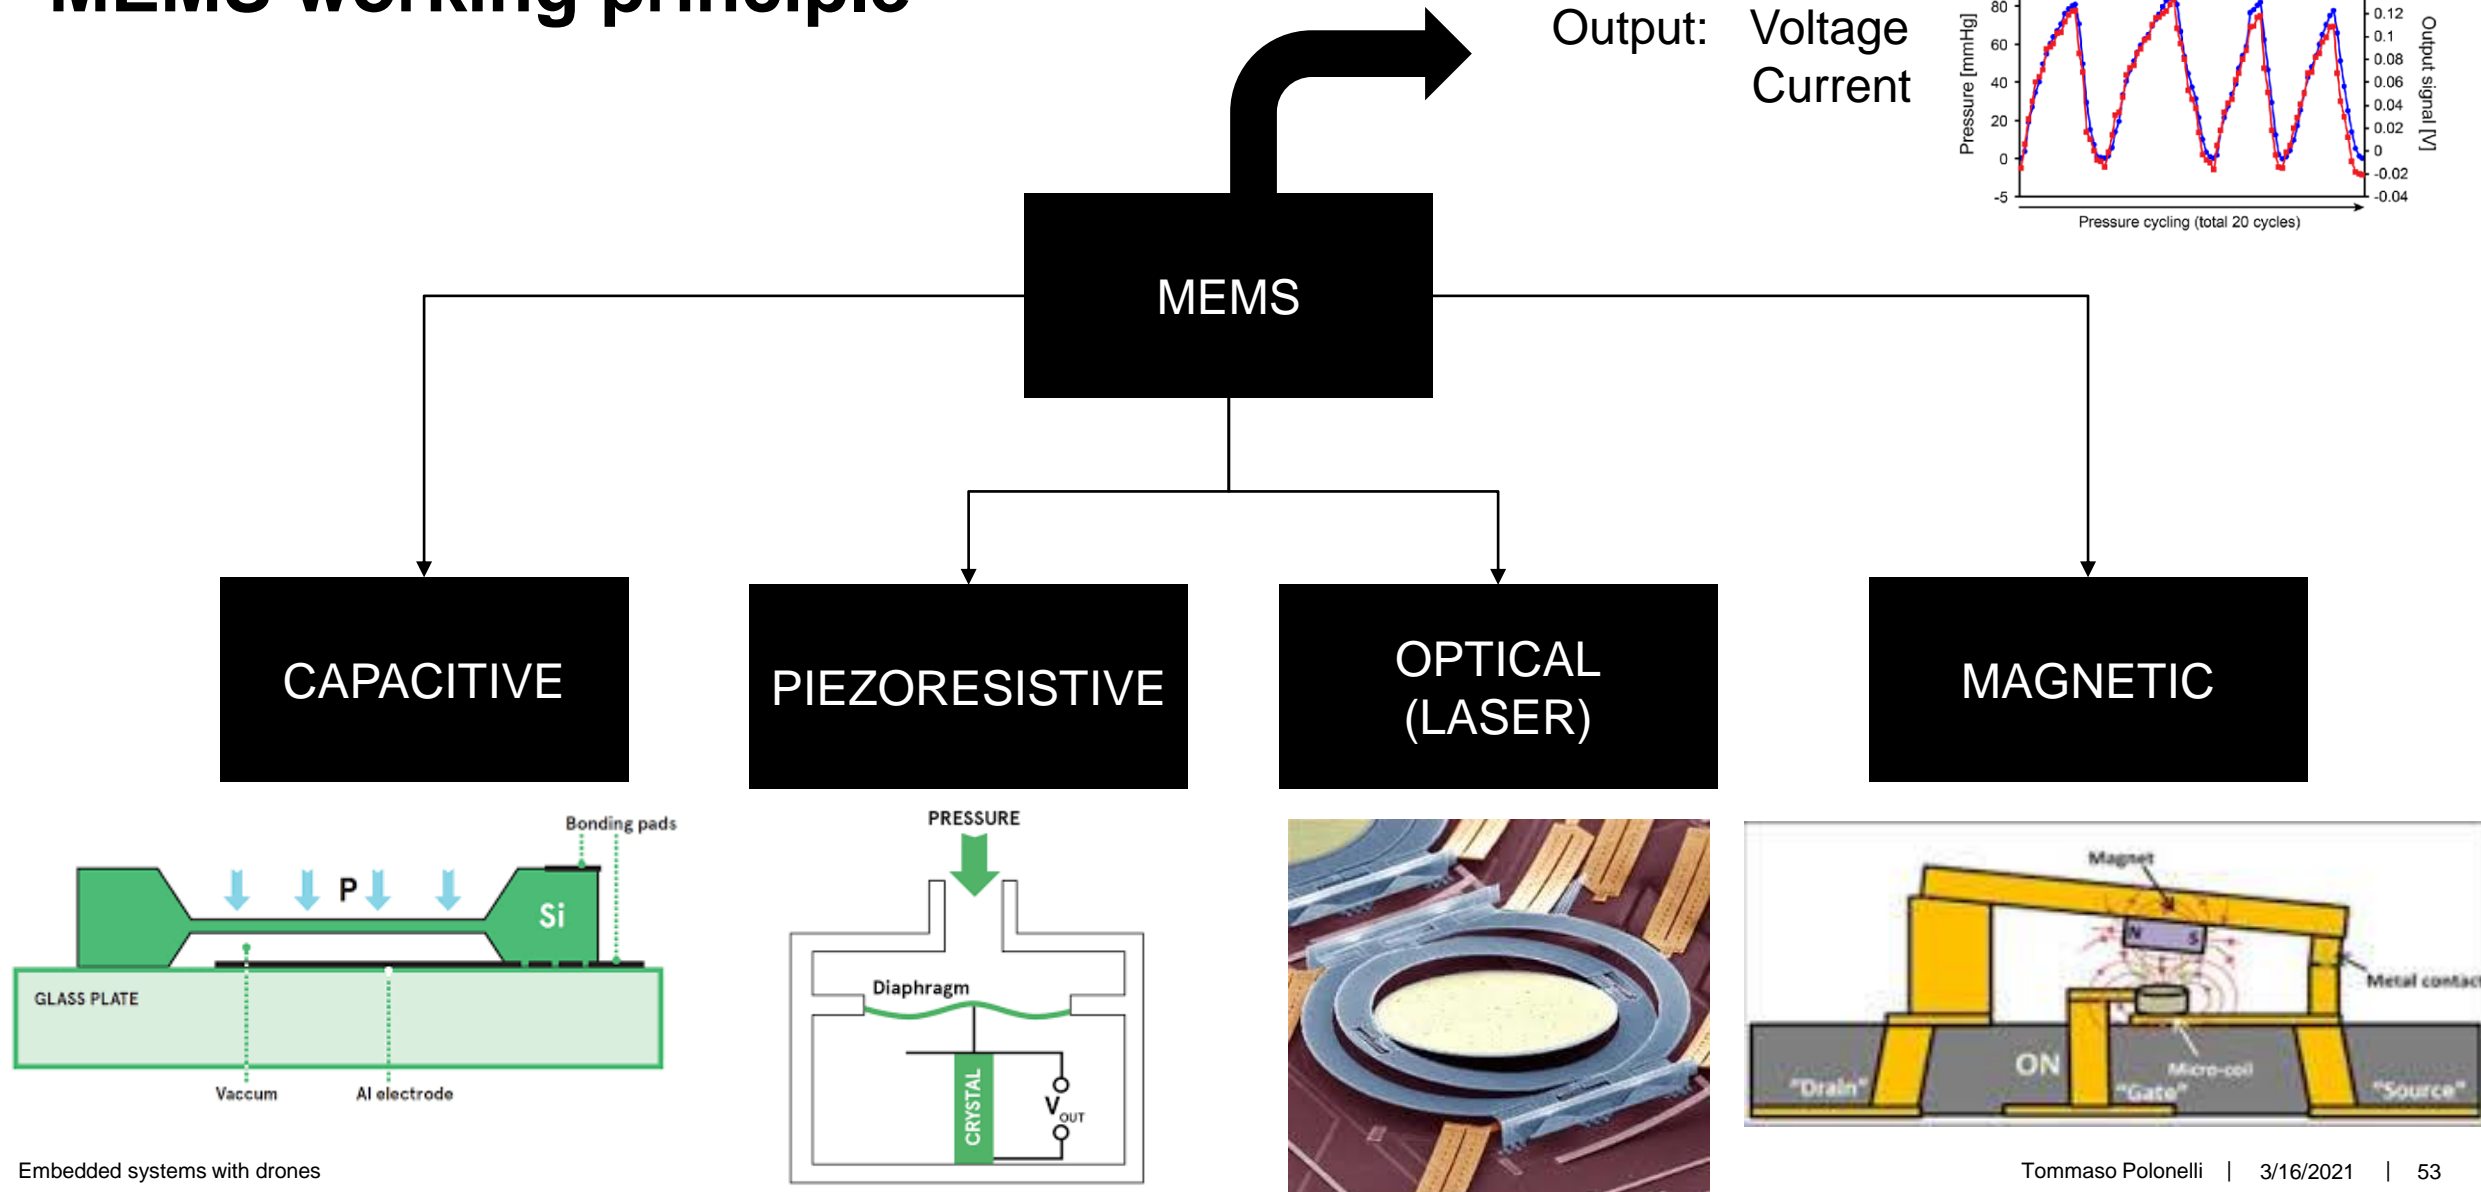 MEMS working principle
Output: Voltage
Current
Pressure [mmHg]
80
60
40
20
0
-5
0.12
0.1
0.08
0.06
0.04
0.02
0
-0.02
-0.04
Output signal [V]
Pressure cycling (total 20 cycles)
MEMS
CAPACITIVE
PIEZORESISTIVE
OPTICAL
(LASER)
MAGNETIC
Bonding pads
P
Si
GLASS PLATE
Vaccum
Al electrode
PRESSURE
Diaphragm
CRYSTAL
VOUT
Magnet
N
S
Metal contact
ON
Micro-coil
"Drain"
"Gate"
"Source"
Embedded systems with drones
Tommaso Polonelli | 3/16/2021 | 53